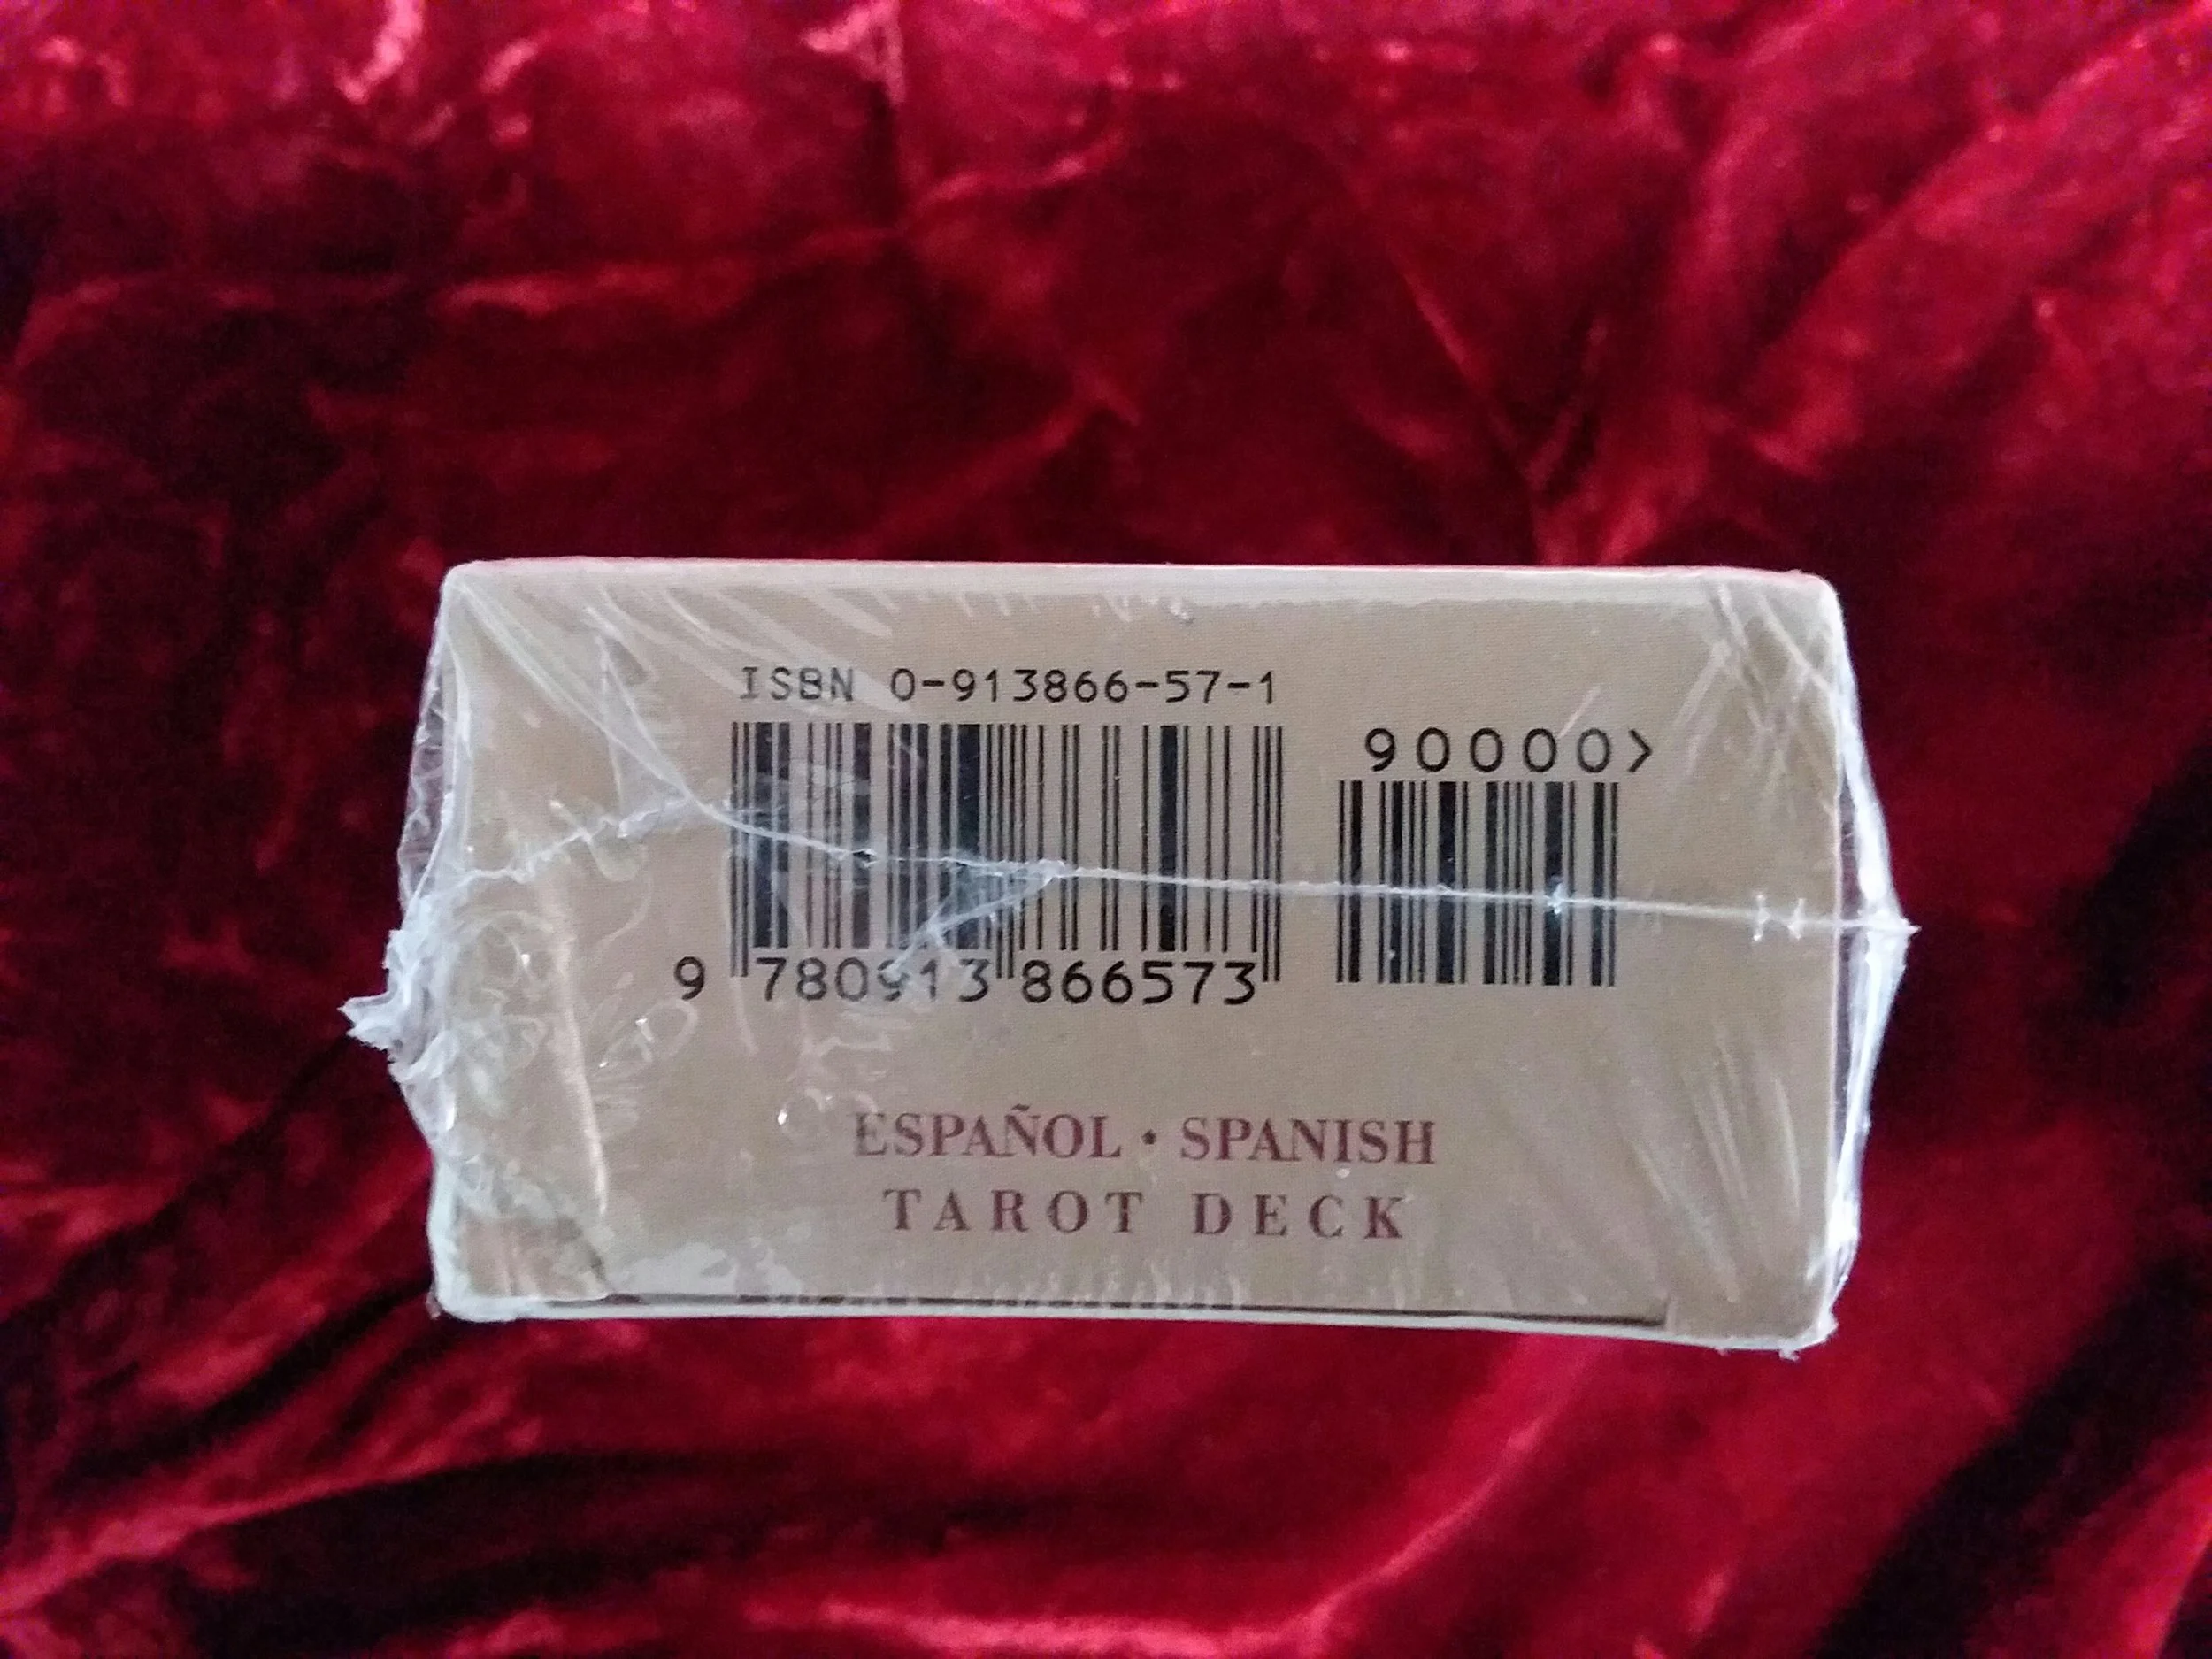 ISBN 0-913866-57-1
90000>
9 780913 866573
ESPAÑOL • SPANISH
TAROT DECK